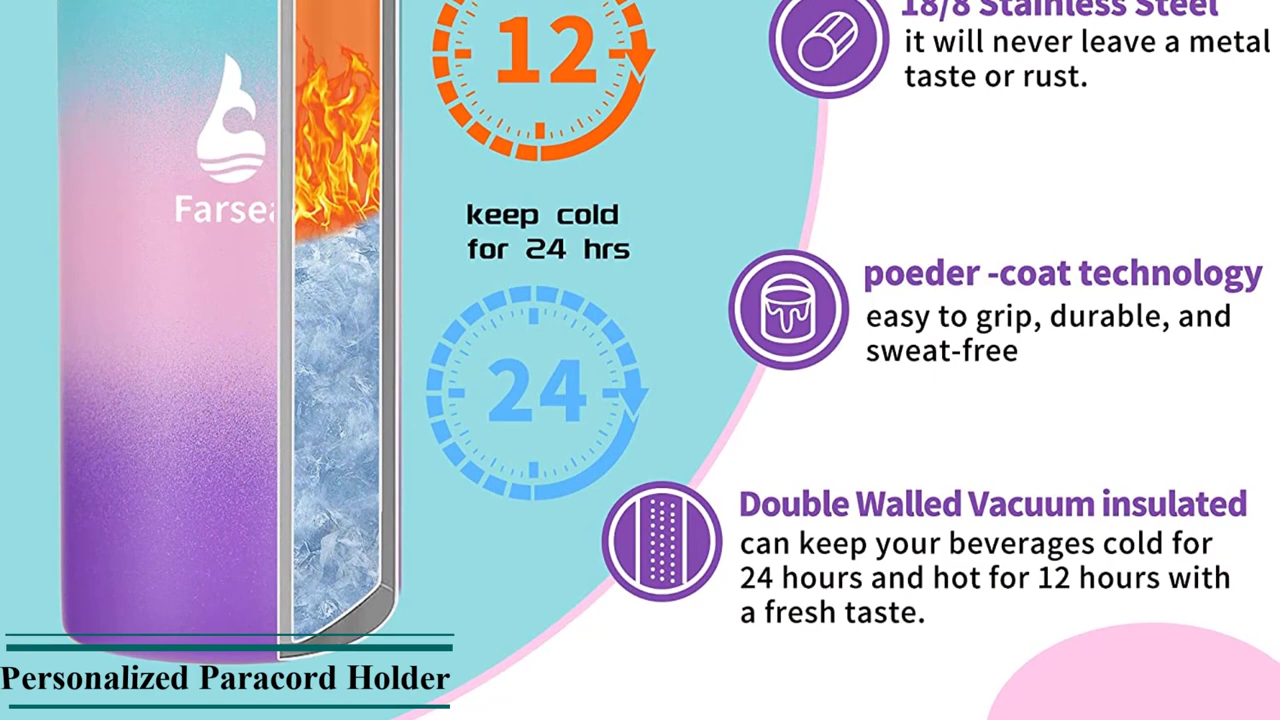 12
18/8 Stainless Steel
it will never leave a metal
taste or rust.
Farsea
keep cold
for 24 hrs
24
poeder -coat technology
easy to grip, durable, and
sweat-free
Double Walled Vacuum insulated
can keep your beverages cold for
24 hours and hot for 12 hours with
a fresh taste.
Personalized Paracord Holder